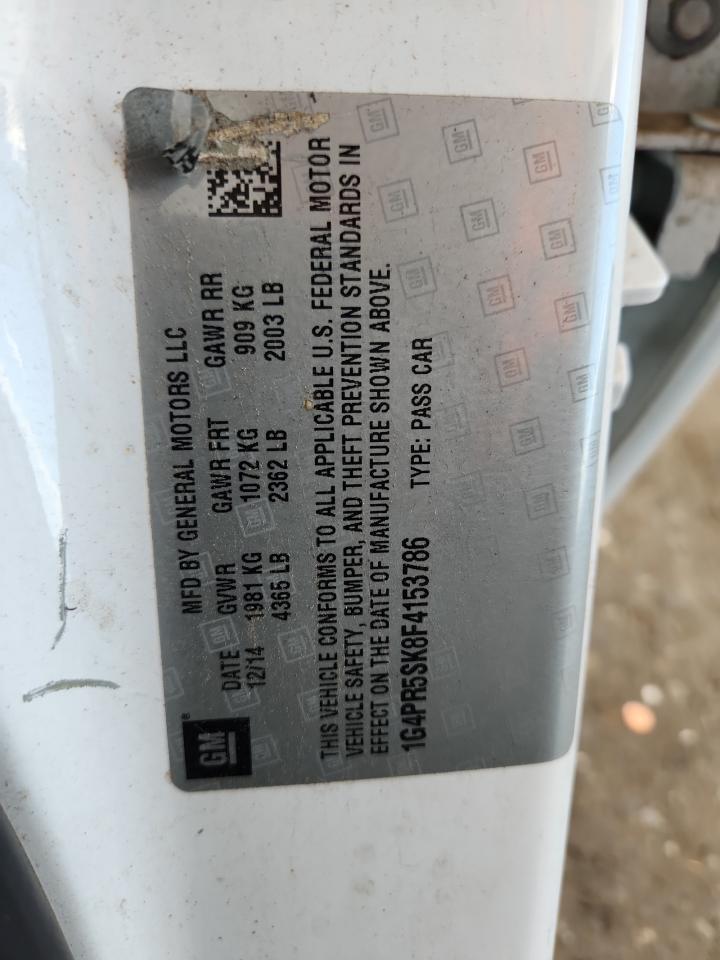 MFD BY GENERAL MOTORS LLC
DATE GVWR GAWR FRT GAWR RR
12/14 1981 KG 1072 KG 909 KG
4365 LB 2362 LB 2003 LB
GM®
THIS VEHICLE CONFORMS TO ALL APPLICABLE U.S. FEDERAL MOTOR
VEHICLE SAFETY, BUMPER, AND THEFT PREVENTION STANDARDS IN
EFFECT ON THE DATE OF MANUFACTURE SHOWN ABOVE.
1G4PR5SK8F4153786 TYPE: PASS CAR